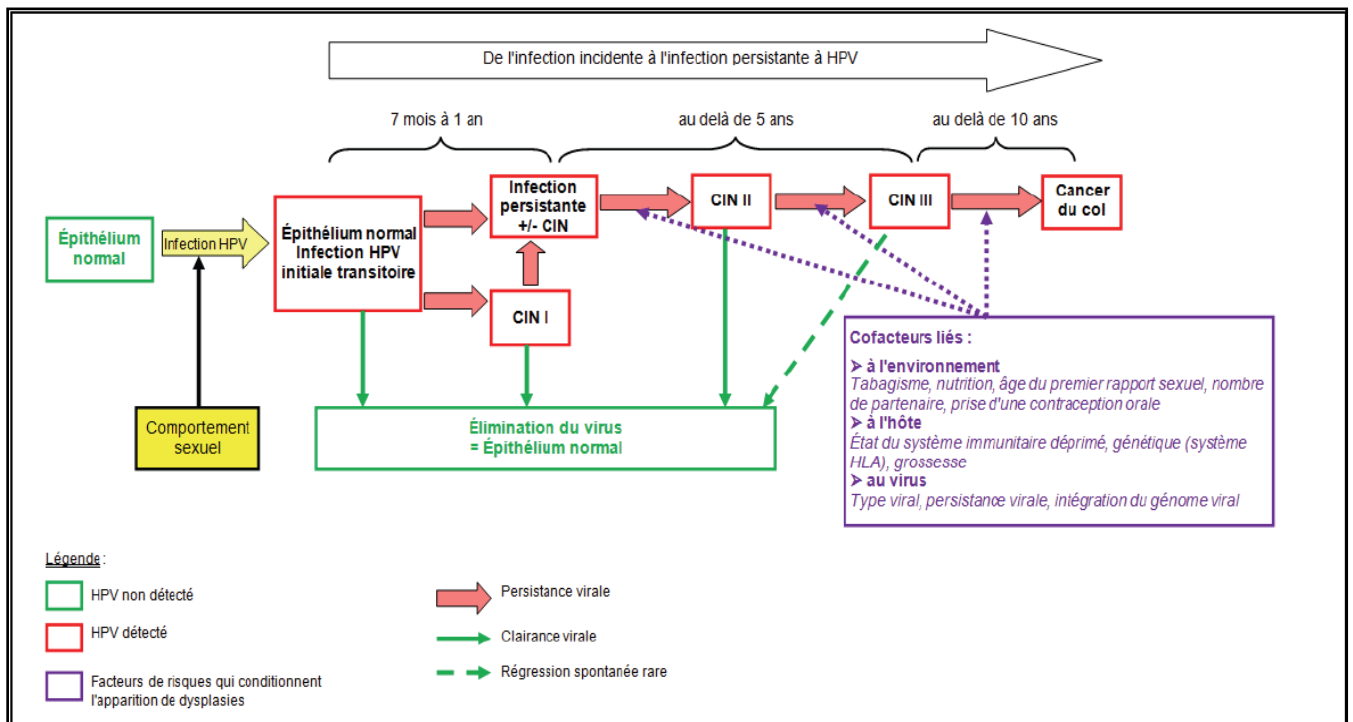 De l'infection incidente à l'infection persistante à HPV
7 mois à 1 an
au delà de 5 ans
au delà de 10 ans
Épithélium
normal
Infection HPV
Épithélium normal
Infection HPV
initiale transitoire
Infection
persistante
+/- CIN
CIN I
CIN II
CIN III
Cancer
du col
Comportement
sexuel
Élimination du virus
= Épithélium normal
Cofacteurs liés :
➢ à l'environnement
Tabagisme, nutrition, âge du premier rapport sexuel, nombre
de partenaire, prise d'une contraception orale
➢ à l'hôte
État du système immunitaire déprimé, génétique (système
HLA), grossesse
➢ au virus
Type viral, persistance virale, intégration du génome viral
Légende :
HPV non détecté
HPV détecté
Facteurs de risques qui conditionnent
l'apparition de dysplasies
Persistance virale
Clairance virale
Régression spontanée rare